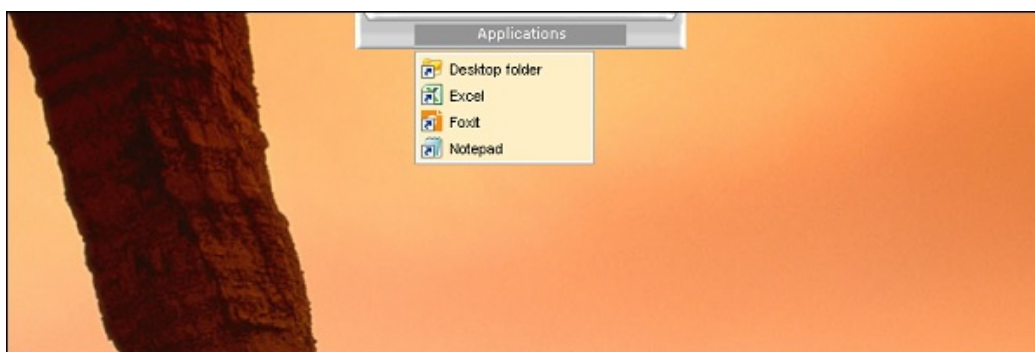 Applications
Desktop folder
Excel
Foxit
Notepad